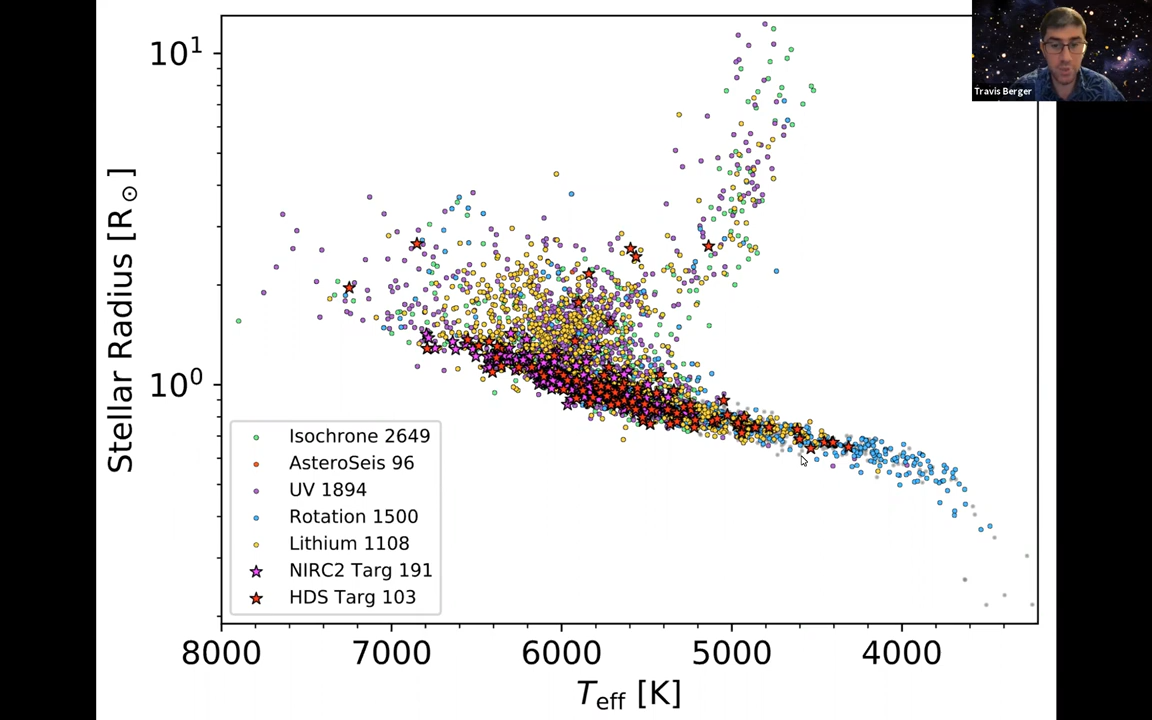 Travis Berger
10¹
10⁰
Stellar Radius [R☉]
Isochrone 2649
AsteroSeis 96
UV 1894
Rotation 1500
Lithium 1108
NIRC2 Targ 191
HDS Targ 103
8000 7000 6000 5000 4000
Teff [K]